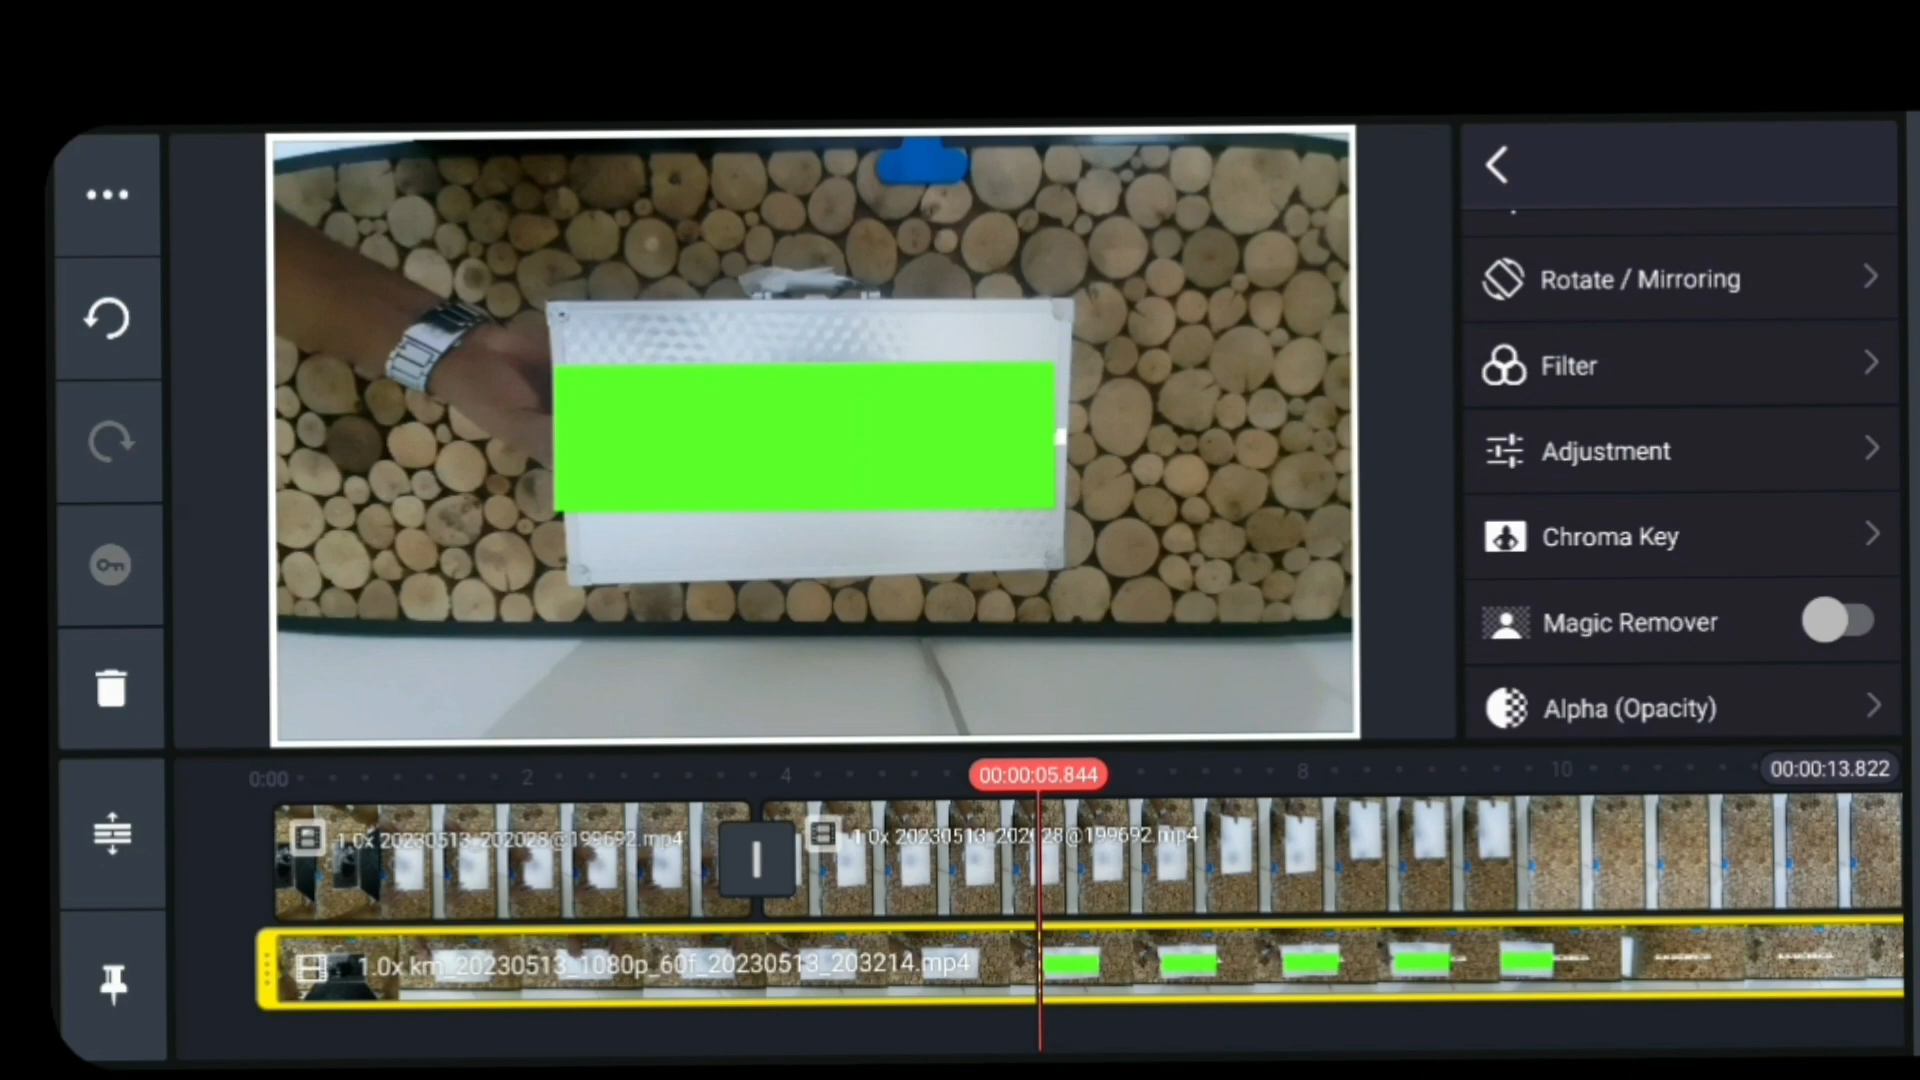 Rotate / Mirroring
Filter
Adjustment
Chroma Key
Magic Remover
Alpha (Opacity)
0:00
2
4
00:00:05.844
8
10
00:00:13.822
1.0x 20230513_202028@199692.mp4
1.0x 20230513_202028@199692.mp4
1.0x km_20230513_1080p_60f_20230513_203214.mp4